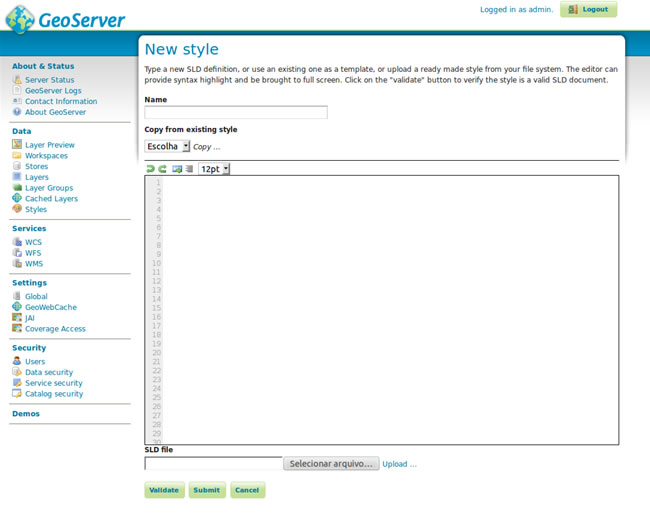 GeoServer
Logged in as admin.
Logout
About & Status
Server Status
GeoServer Logs
Contact Information
About GeoServer
Data
Layer Preview
Workspaces
Stores
Layers
Layer Groups
Cached Layers
Styles
Services
WCS
WFS
WMS
Settings
Global
GeoWebCache
JAI
Coverage Access
Security
Users
Data security
Service security
Catalog security
Demos
New style
Type a new SLD definition, or use an existing one as a template, or upload a ready made style from your file system. The editor can
provide syntax highlight and be brought to full screen. Click on the "validate" button to verify the style is a valid SLD document.
Name
Copy from existing style
Escolha Copy ...
12pt
1
2
3
4
5
6
7
8
9
10
11
12
13
14
15
16
17
18
19
20
21
22
23
24
25
26
27
28
29
30
SLD file
Selecionar arquivo... Upload ...
Validate Submit Cancel